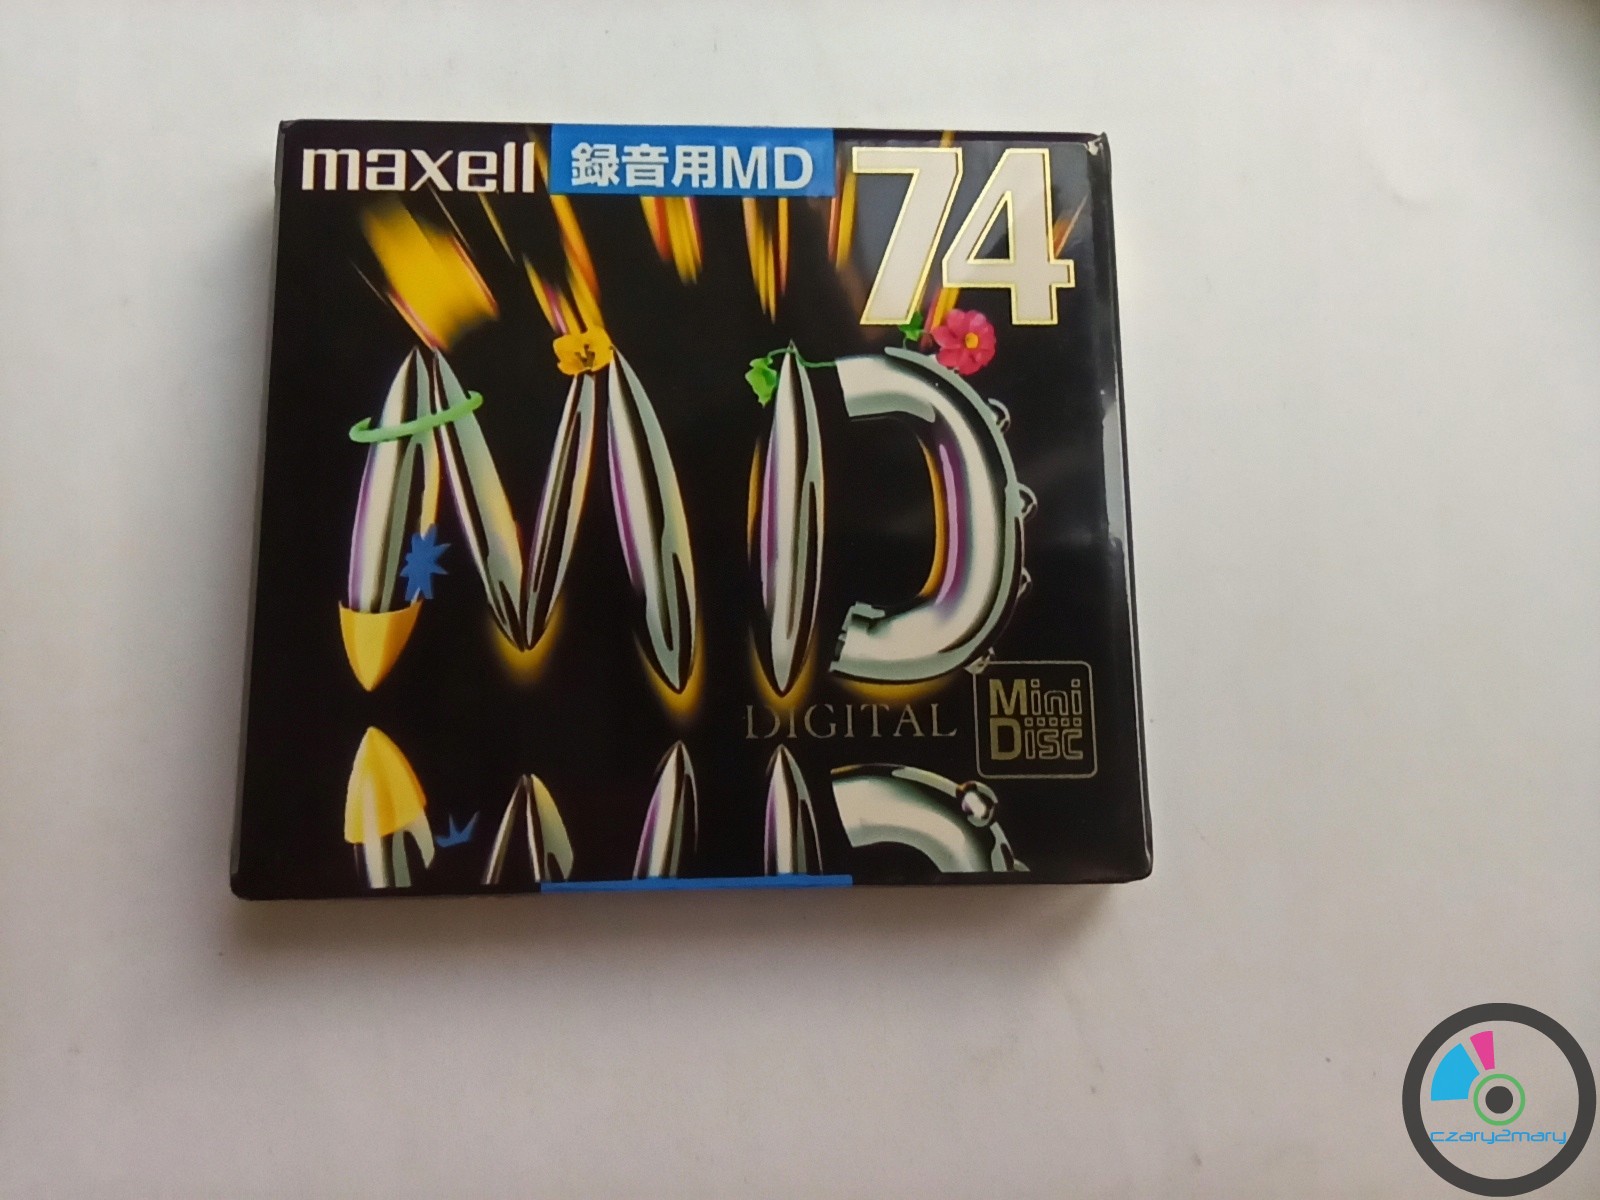 maxell 録音用MD 74
MD
DIGITAL
Mini
Disc
czary2mary